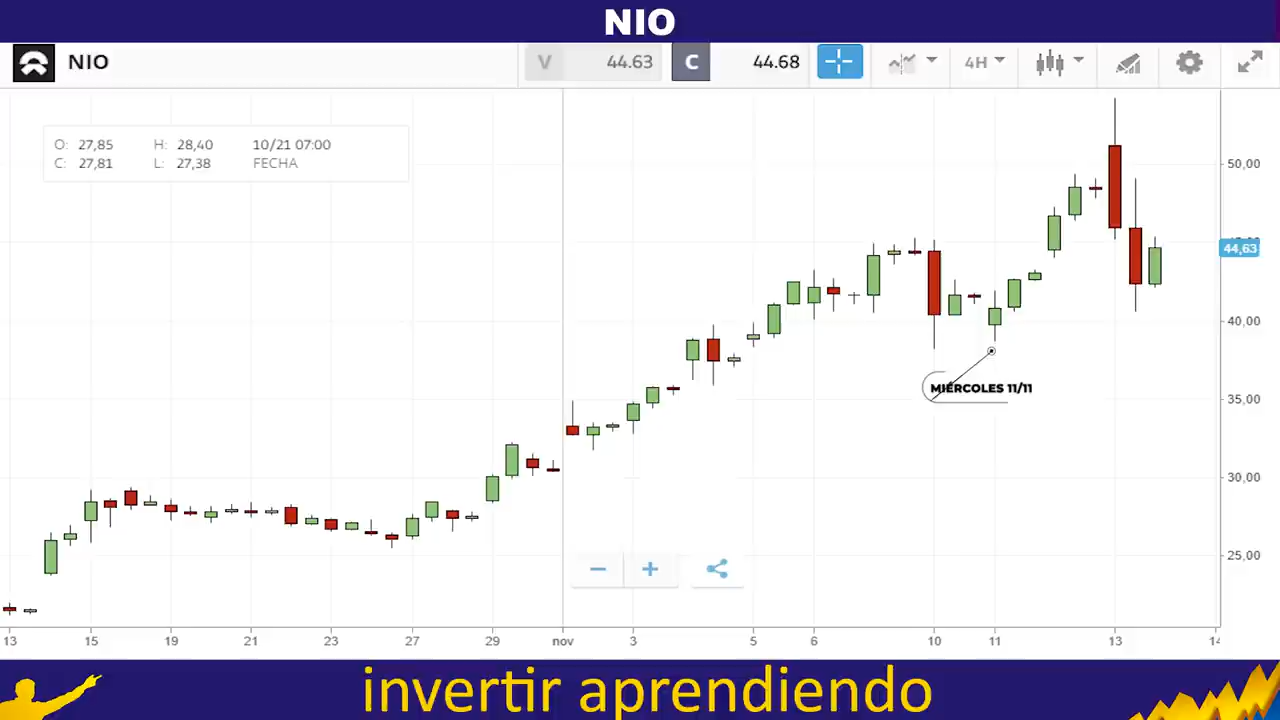 NIO
NIO V 44.63 C 44.68 4H
O: 27,85 H: 28,40 10/21 07:00
C: 27,81 L: 27,38 FECHA
50,00
44,63
40,00
MIÉRCOLES 11/11
35,00
30,00
25,00
13 15 19 21 23 27 29 nov 3 5 6 10 11 13 14
invertir aprendiendo